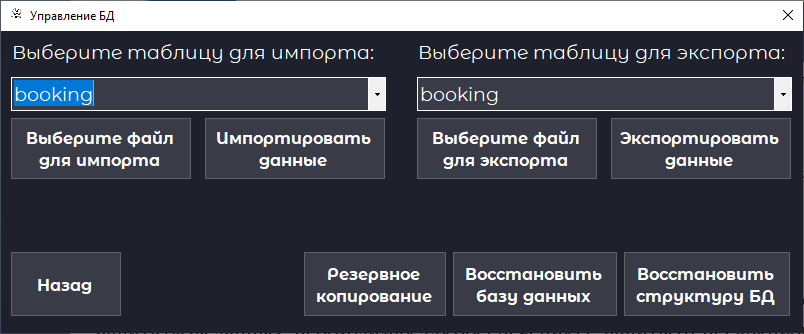 Управление БД
Выберите таблицу для импорта:
Выберите таблицу для экспорта:
booking
booking
Выберите файл
для импорта
Импортировать
данные
Выберите файл
для экспорта
Экспортировать
данные
Назад
Резервное
копирование
Восстановить
базу данных
Восстановить
структуру БД